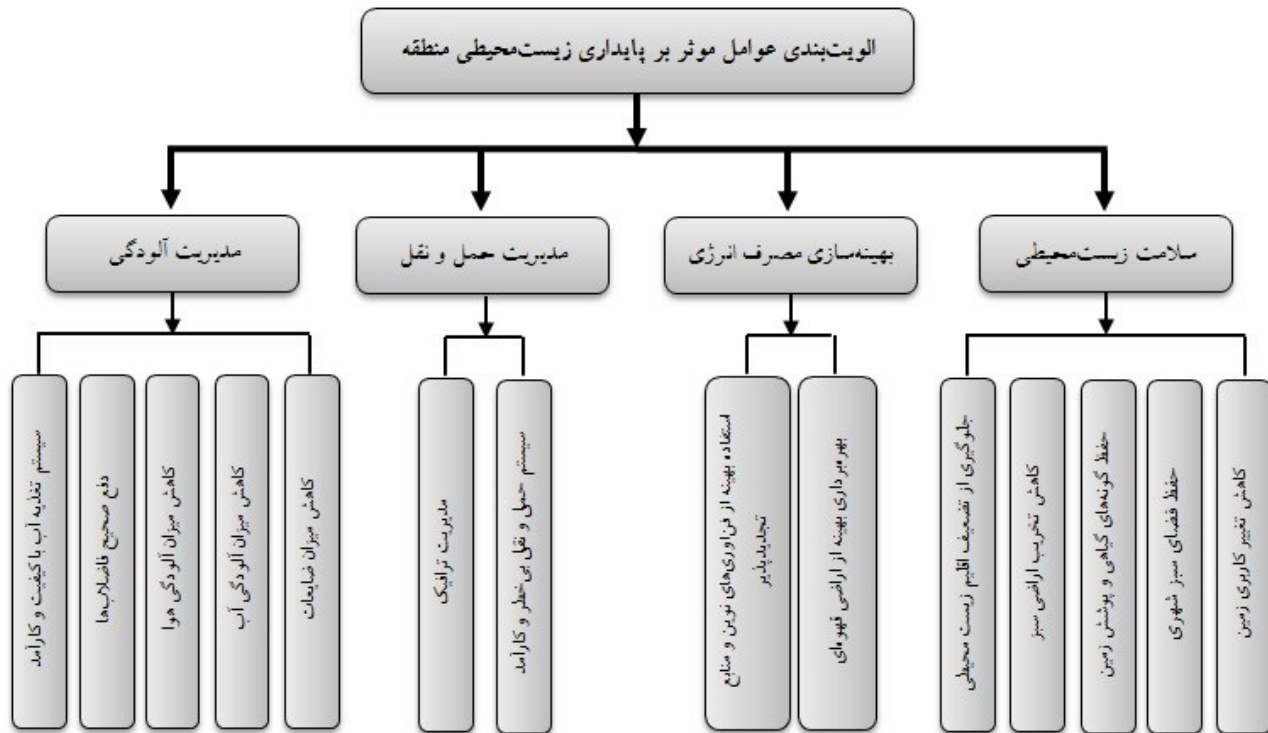 الویت‌بندی عوامل موثر بر پایداری زیست‌محیطی منطقه
سلامت زیست‌محیطی
بهینه‌سازی مصرف انرژی
مدیریت حمل و نقل
مدیریت آلودگی
کاهش تغییر کاربری زمین
حفظ فضای سبز شهری
حفظ گونه‌های گیاهی و پوشش زمین
کاهش تخریب اراضی سبز
جلوگیری از تضعیف اقلیم زیست محیطی
بهره‌برداری بهینه از اراضی قهوه‌ای
استفاده بهینه از فن‌آوری‌های نوین و منابع
تجدیدپذیر
سیستم حمل و نقل بی‌خطر و کارآمد
مدیریت ترافیک
کاهش میزان ضایعات
کاهش میزان آلودگی آب
کاهش میزان آلودگی هوا
دفع صحیح فاضلاب‌ها
سیستم تغذیه آب با کیفیت و کارآمد